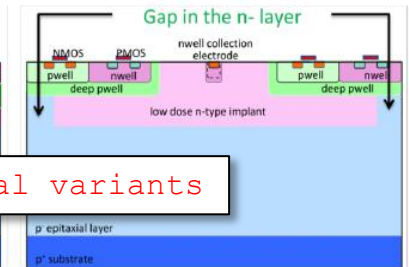 Gap in the n- layer
NMOS PMOS
nwell collection
electrode
pwell nwell pwell nwell
deep pwell deep pwell
low dose n-type implant
al variants
p⁻ epitaxial layer
p⁺ substrate